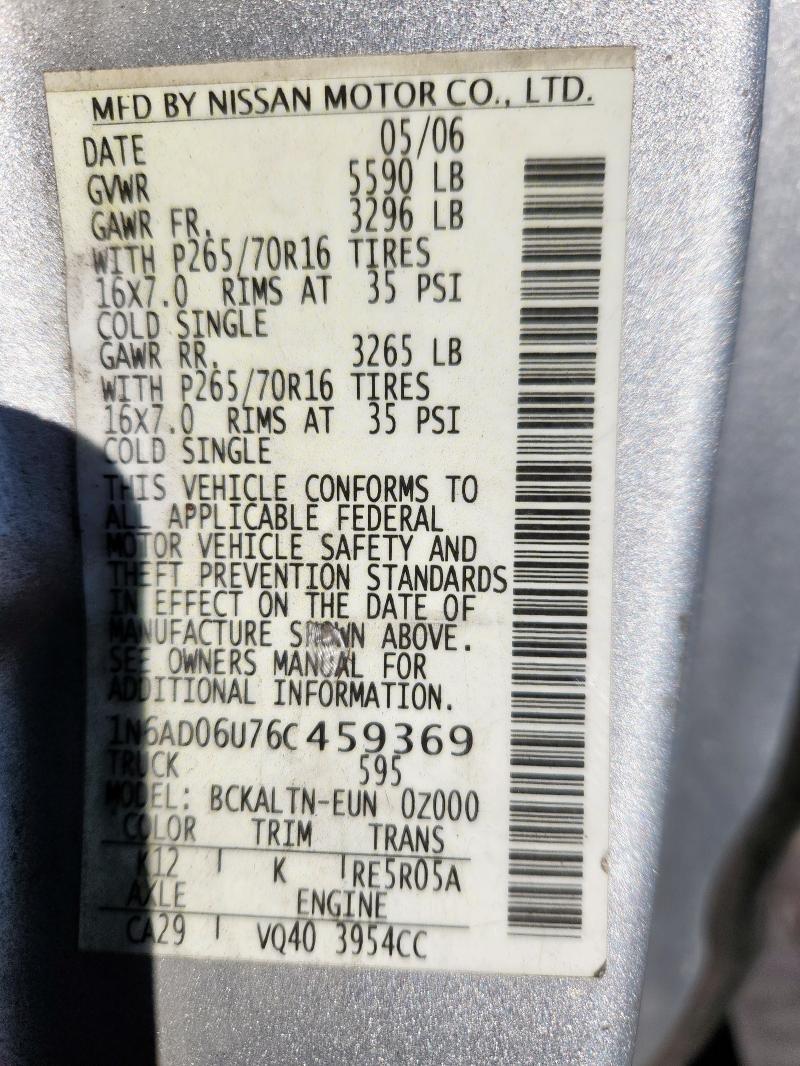 MFD BY NISSAN MOTOR CO., LTD.
DATE 05/06
GVWR 5590 LB
GAWR FR. 3296 LB
WITH P265/70R16 TIRES
16X7.0 RIMS AT 35 PSI
COLD SINGLE
GAWR RR. 3265 LB
WITH P265/70R16 TIRES
16X7.0 RIMS AT 35 PSI
COLD SINGLE
THIS VEHICLE CONFORMS TO
ALL APPLICABLE FEDERAL
MOTOR VEHICLE SAFETY AND
THEFT PREVENTION STANDARDS
IN EFFECT ON THE DATE OF
MANUFACTURE SHOWN ABOVE.
SEE OWNERS MANUAL FOR
ADDITIONAL INFORMATION.
1N6AD06U76C459369
TRUCK 595
MODEL: BCKALTN-EUN 0Z000
COLOR TRIM TRANS
K12 K RE5R05A
AXLE ENGINE
CA29 VQ40 3954CC